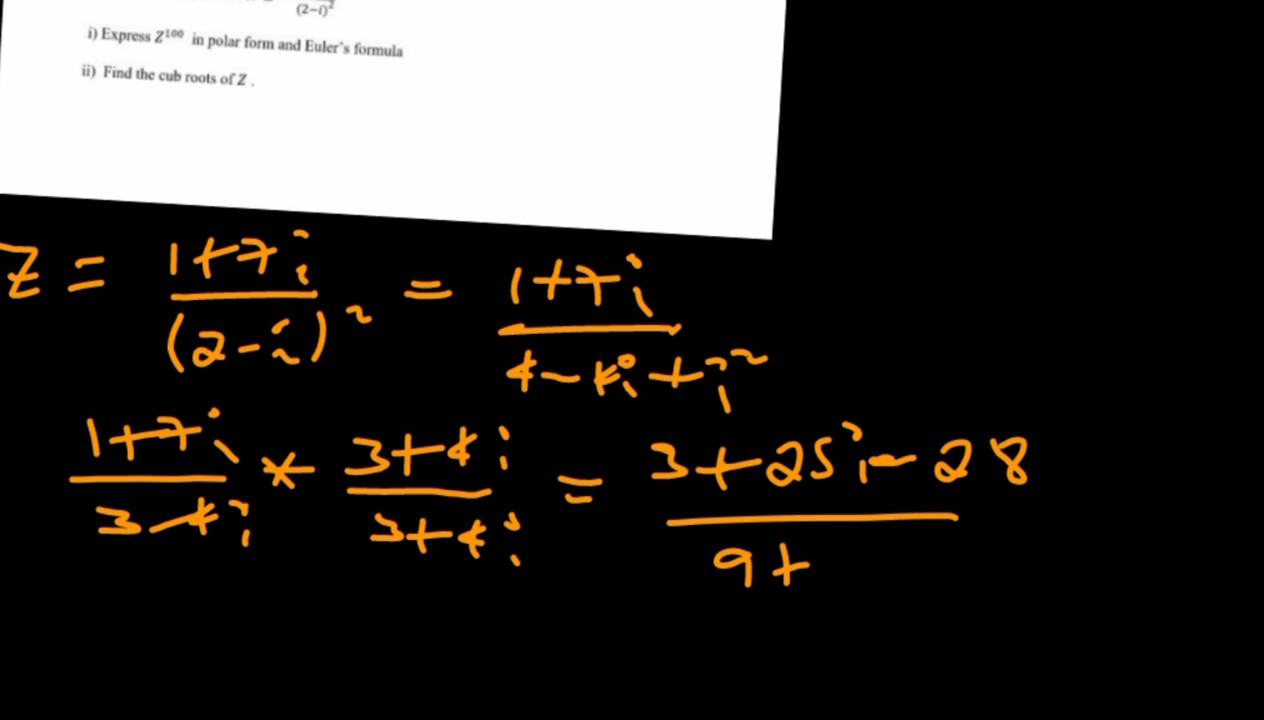 (2-i)²
i) Express Z¹⁰⁰ in polar form and Euler's formula
ii) Find the cub roots of Z .
Z = 1+7i / (2-i)² = 1+7i / 4-4i+i²
1+7i / 3-4i * 3+4i / 3+4i = 3+25i-28 / 9+